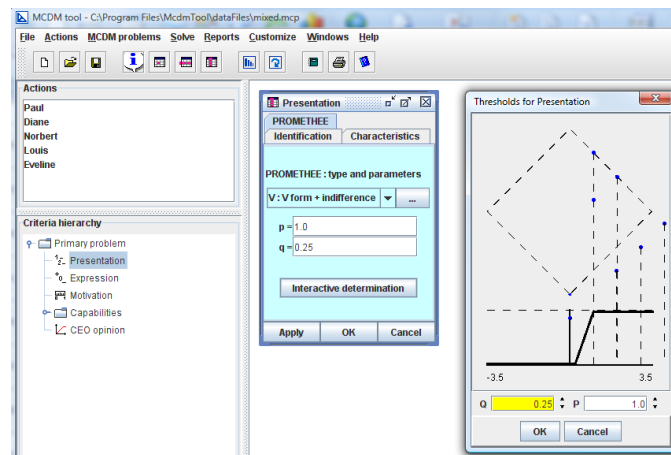 MCDM tool - C:\Program Files\McdmTool\dataFiles\mixed.mcp
File Actions MCDM problems Solve Reports Customize Windows Help
Actions
Paul
Diane
Norbert
Louis
Eveline
Criteria hierarchy
Primary problem
Presentation
Expression
Motivation
Capabilities
CEO opinion
Presentation
PROMETHEE
Identification Characteristics
PROMETHEE : type and parameters
V : V form + indifference ...
p = 1.0
q = 0.25
Interactive determination
Apply OK Cancel
Thresholds for Presentation
-3.5 3.5
Q 0.25 P 1.0
OK Cancel